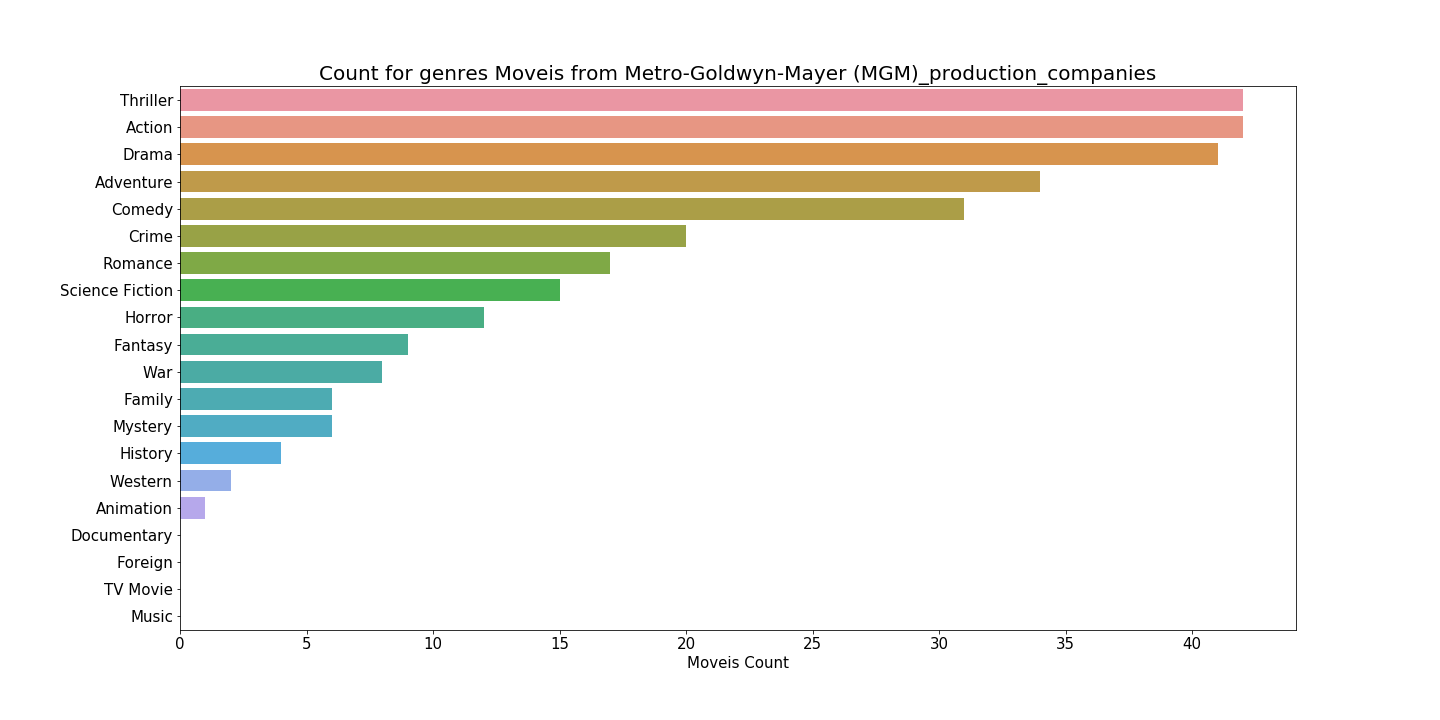 Count for genres Moveis from Metro-Goldwyn-Mayer (MGM)_production_companies
Thriller
Action
Drama
Adventure
Comedy
Crime
Romance
Science Fiction
Horror
Fantasy
War
Family
Mystery
History
Western
Animation
Documentary
Foreign
TV Movie
Music
0 5 10 15 20 25 30 35 40
Moveis Count